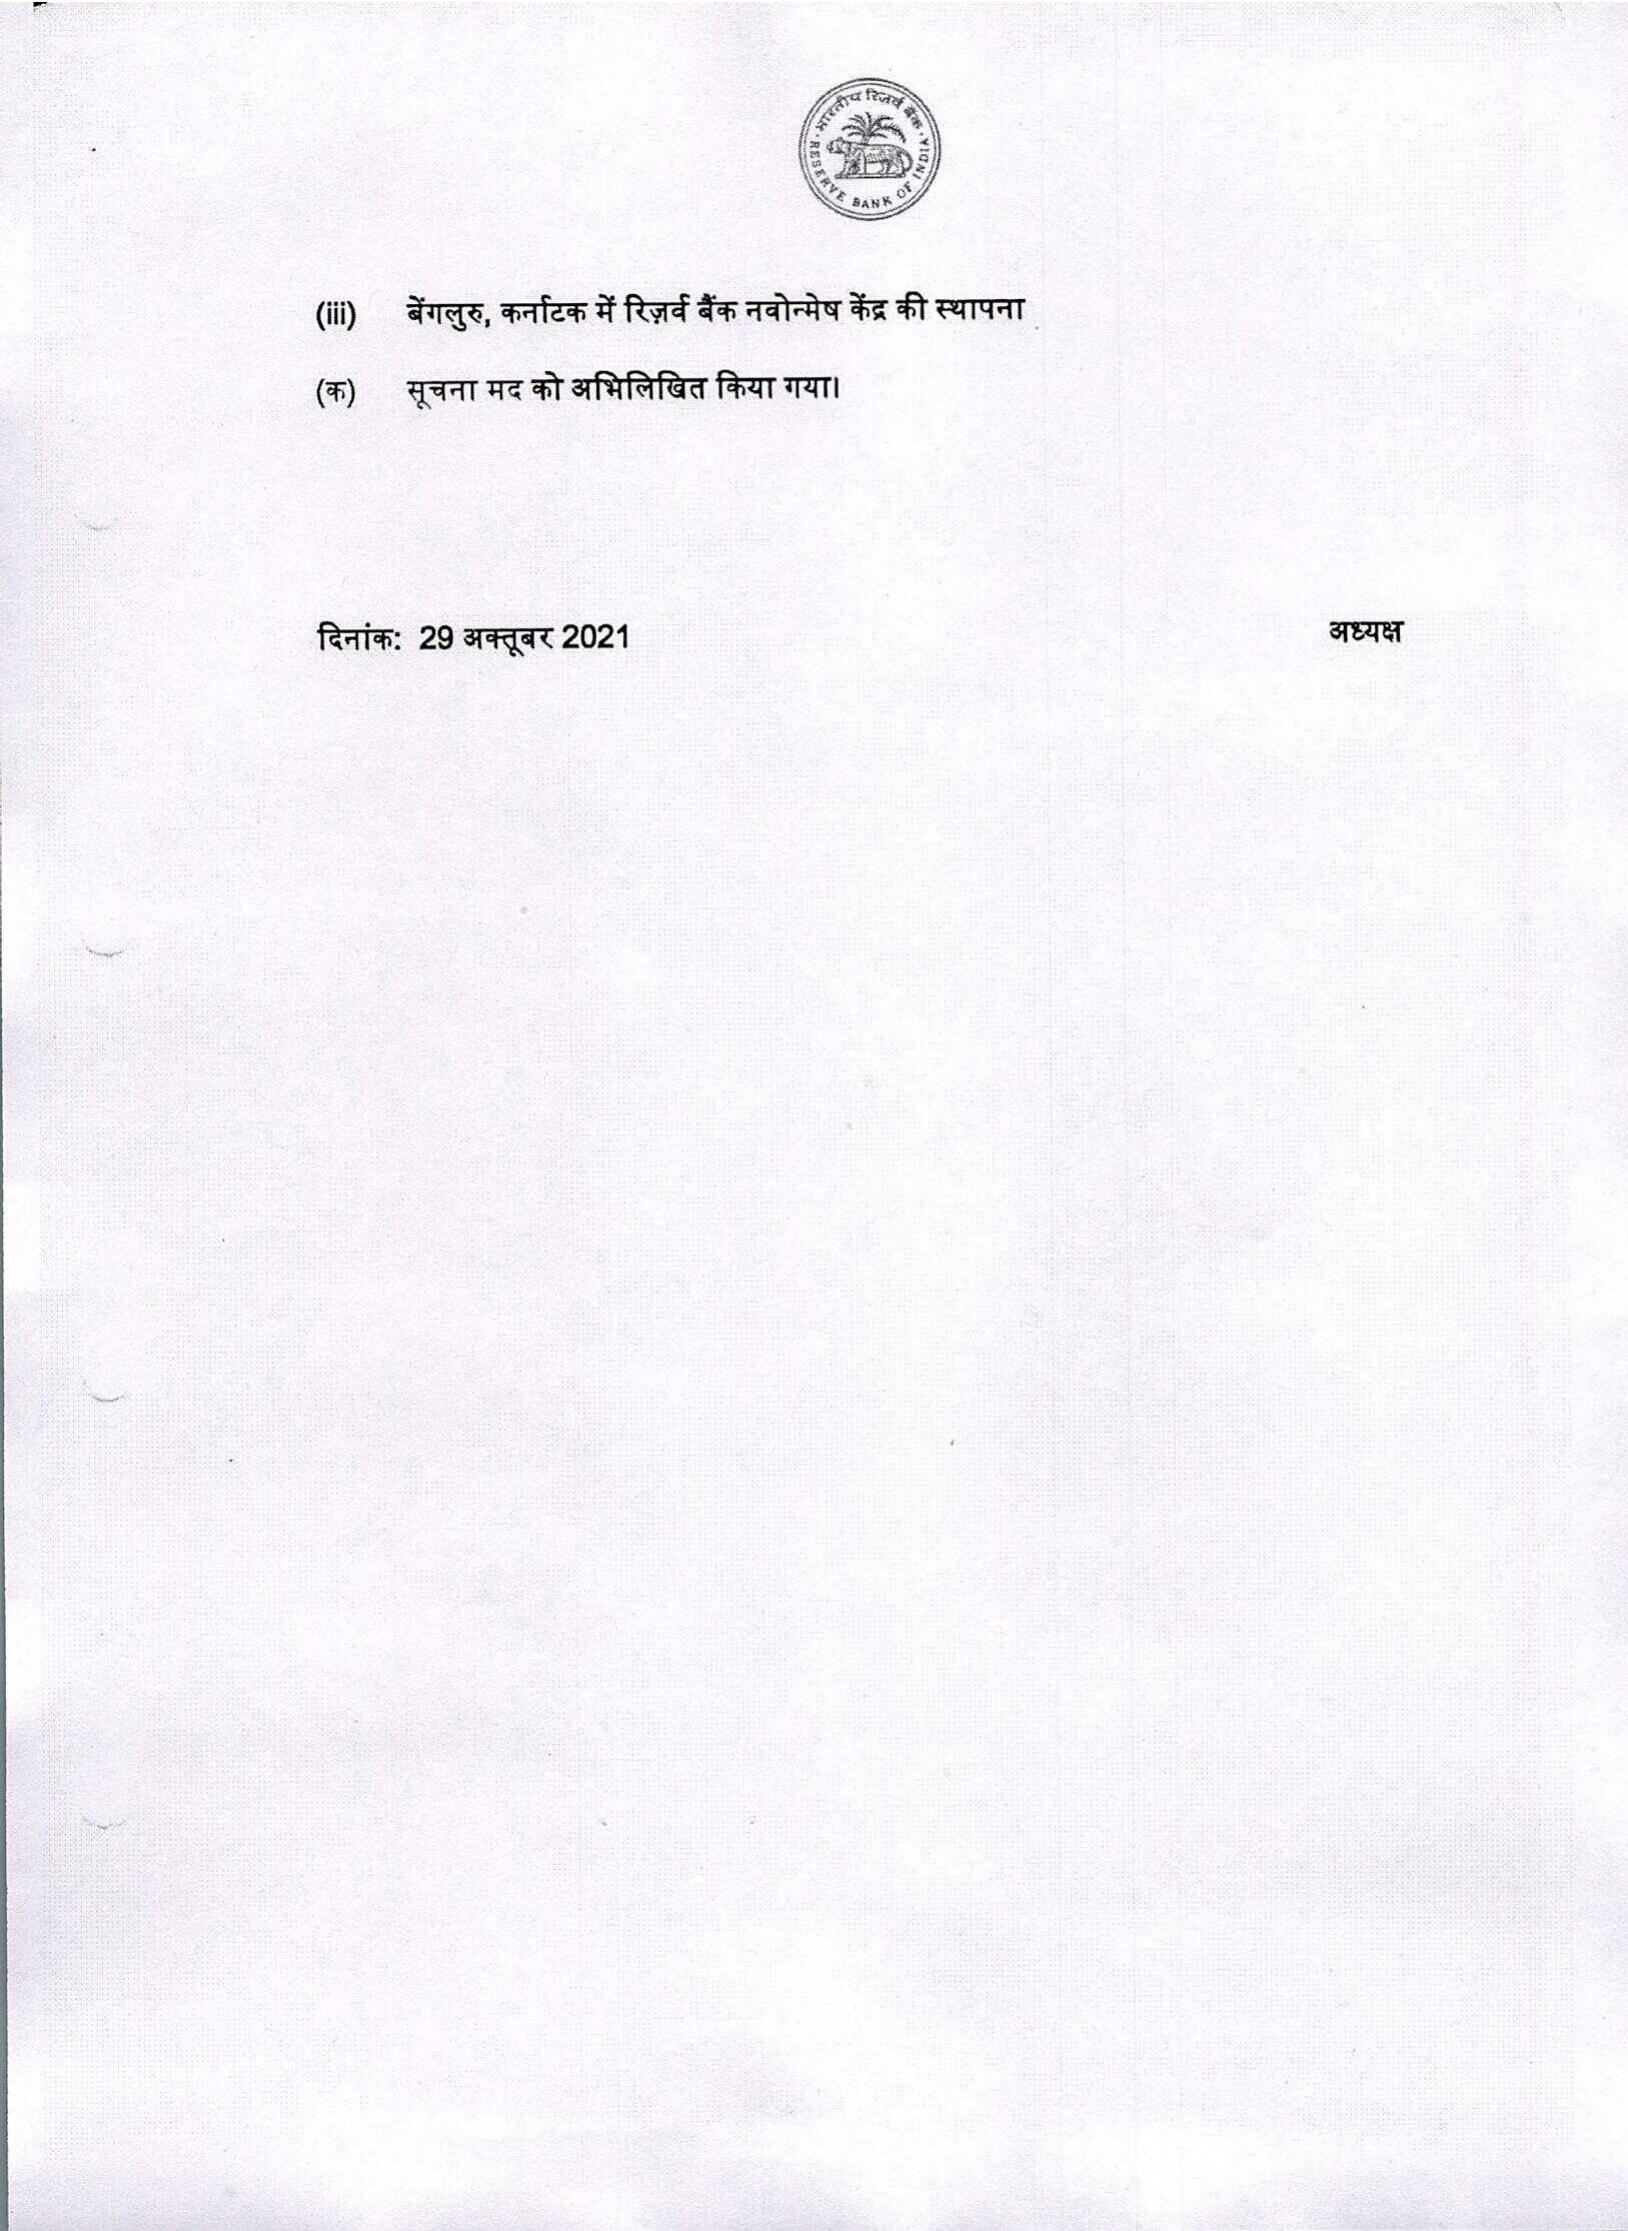 भारतीय रिज़र्व बैंक
RESERVE BANK OF INDIA
(iii) बेंगलुरु, कर्नाटक में रिज़र्व बैंक नवोन्मेष केंद्र की स्थापना
(क) सूचना मद को अभिलिखित किया गया।
दिनांक: 29 अक्तूबर 2021 अध्यक्ष